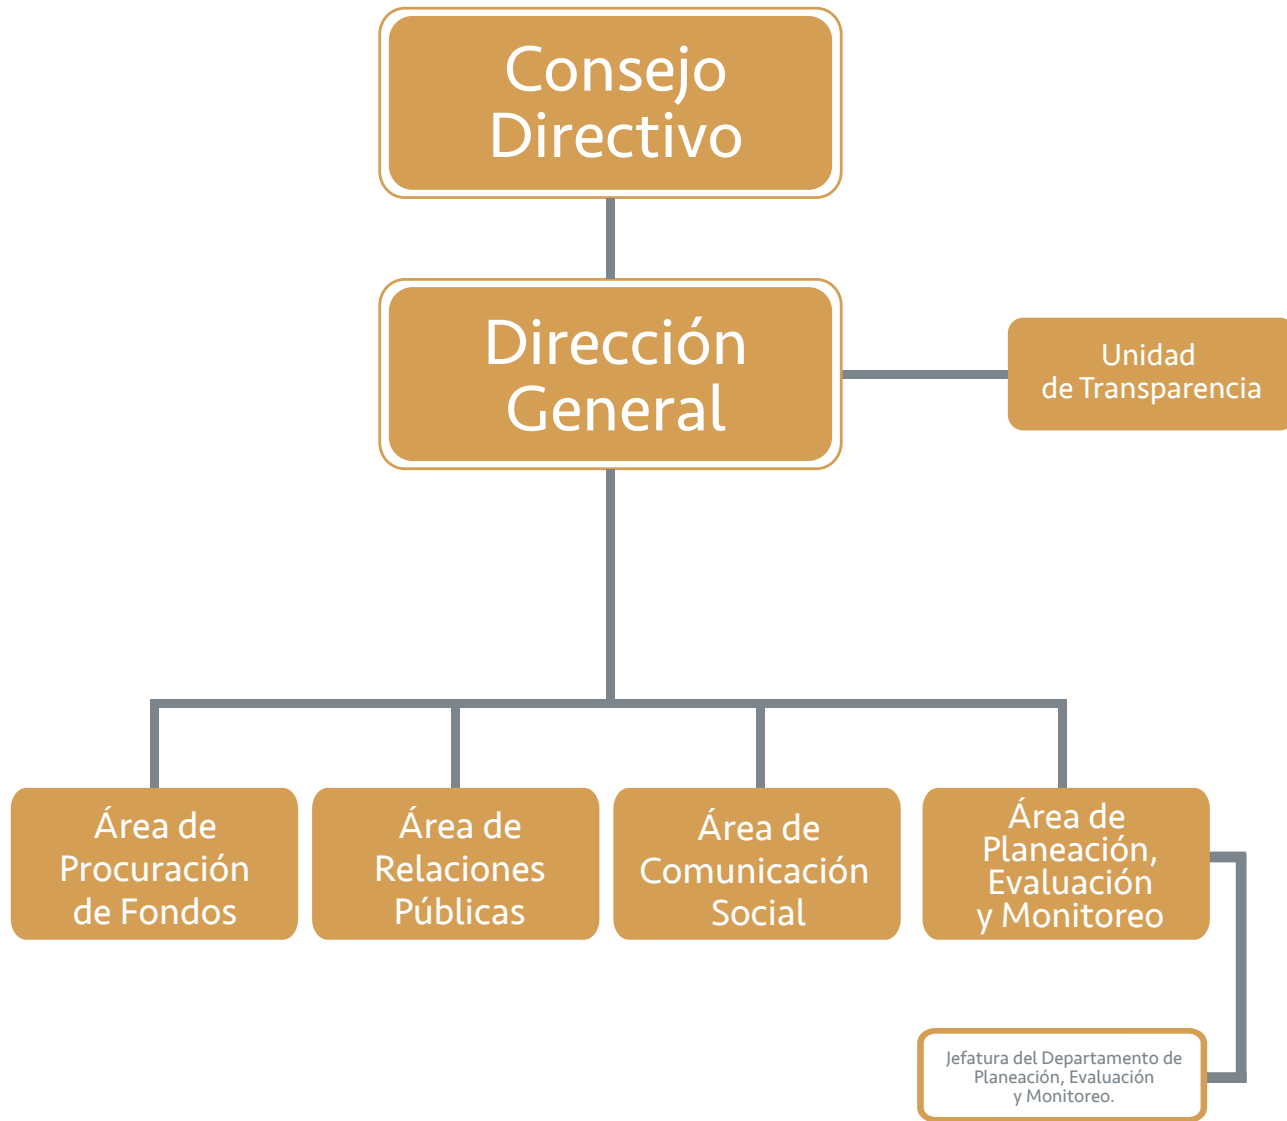 Consejo
Directivo
Dirección
General
Unidad
de Transparencia
Área de
Procuración
de Fondos
Área de
Relaciones
Públicas
Área de
Comunicación
Social
Área de
Planeación,
Evaluación
y Monitoreo
Jefatura del Departamento de
Planeación, Evaluación
y Monitoreo.